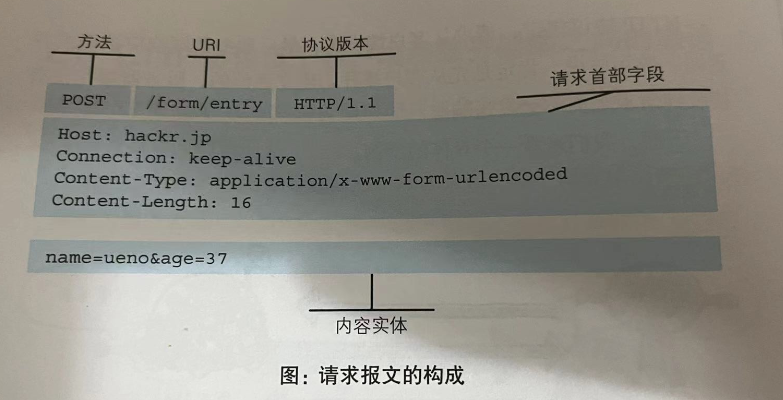 方法 URI 协议版本
请求首部字段
POST /form/entry HTTP/1.1
Host: hackr.jp
Connection: keep-alive
Content-Type: application/x-www-form-urlencoded
Content-Length: 16
name=ueno&age=37
内容实体
图：请求报文的构成